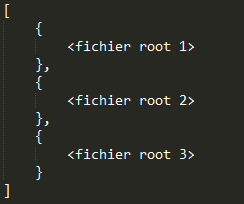 [
    {
        <fichier root 1>
    },
    {
        <fichier root 2>
    },
    {
        <fichier root 3>
    }
]